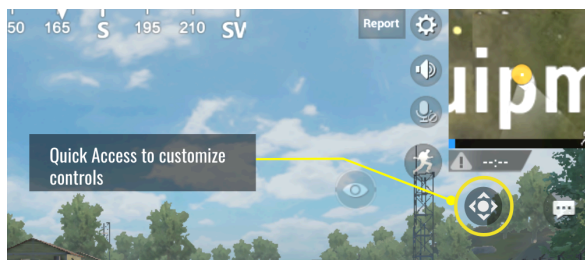 50 165 S 195 210 SV
Report
uipm
--:--
Quick Access to customize
controls